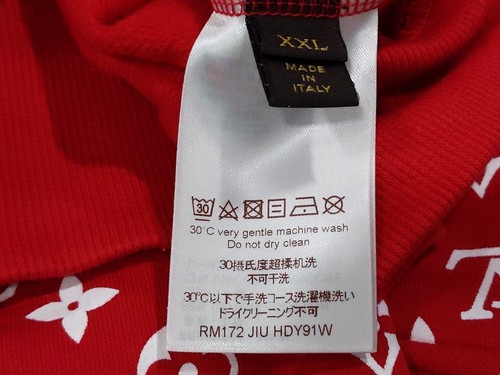 XXL
MADE
IN
ITALY
30
30°C very gentle machine wash
Do not dry clean
30摄氏度超柔机洗
不可干洗
30℃以下で手洗コース洗濯機洗い
ドライクリーニング不可
RM172 JIU HDY91W